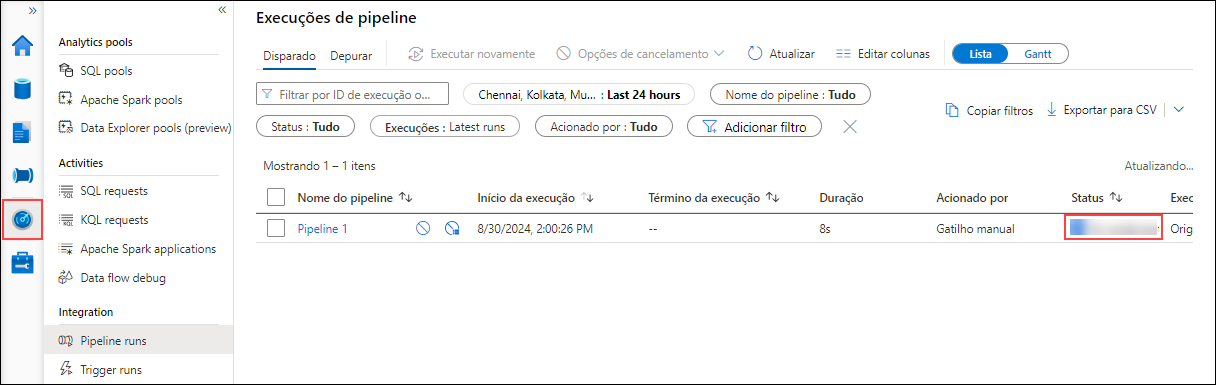 Analytics pools
SQL pools
Apache Spark pools
Data Explorer pools (preview)
Activities
SQL requests
KQL requests
Apache Spark applications
Data flow debug
Integration
Pipeline runs
Trigger runs
Execuções de pipeline
Disparado Depurar Executar novamente Opções de cancelamento Atualizar Editar colunas Lista Gantt
Filtrar por ID de execução o... Chennai, Kolkata, Mu... : Last 24 hours Nome do pipeline : Tudo
Copiar filtros Exportar para CSV
Status : Tudo Execuções : Latest runs Acionado por : Tudo Adicionar filtro
Mostrando 1 – 1 itens Atualizando...
Nome do pipeline Início da execução Término da execução Duração Acionado por Status Exec
Pipeline 1 8/30/2024, 2:00:26 PM -- 8s Gatilho manual Orig